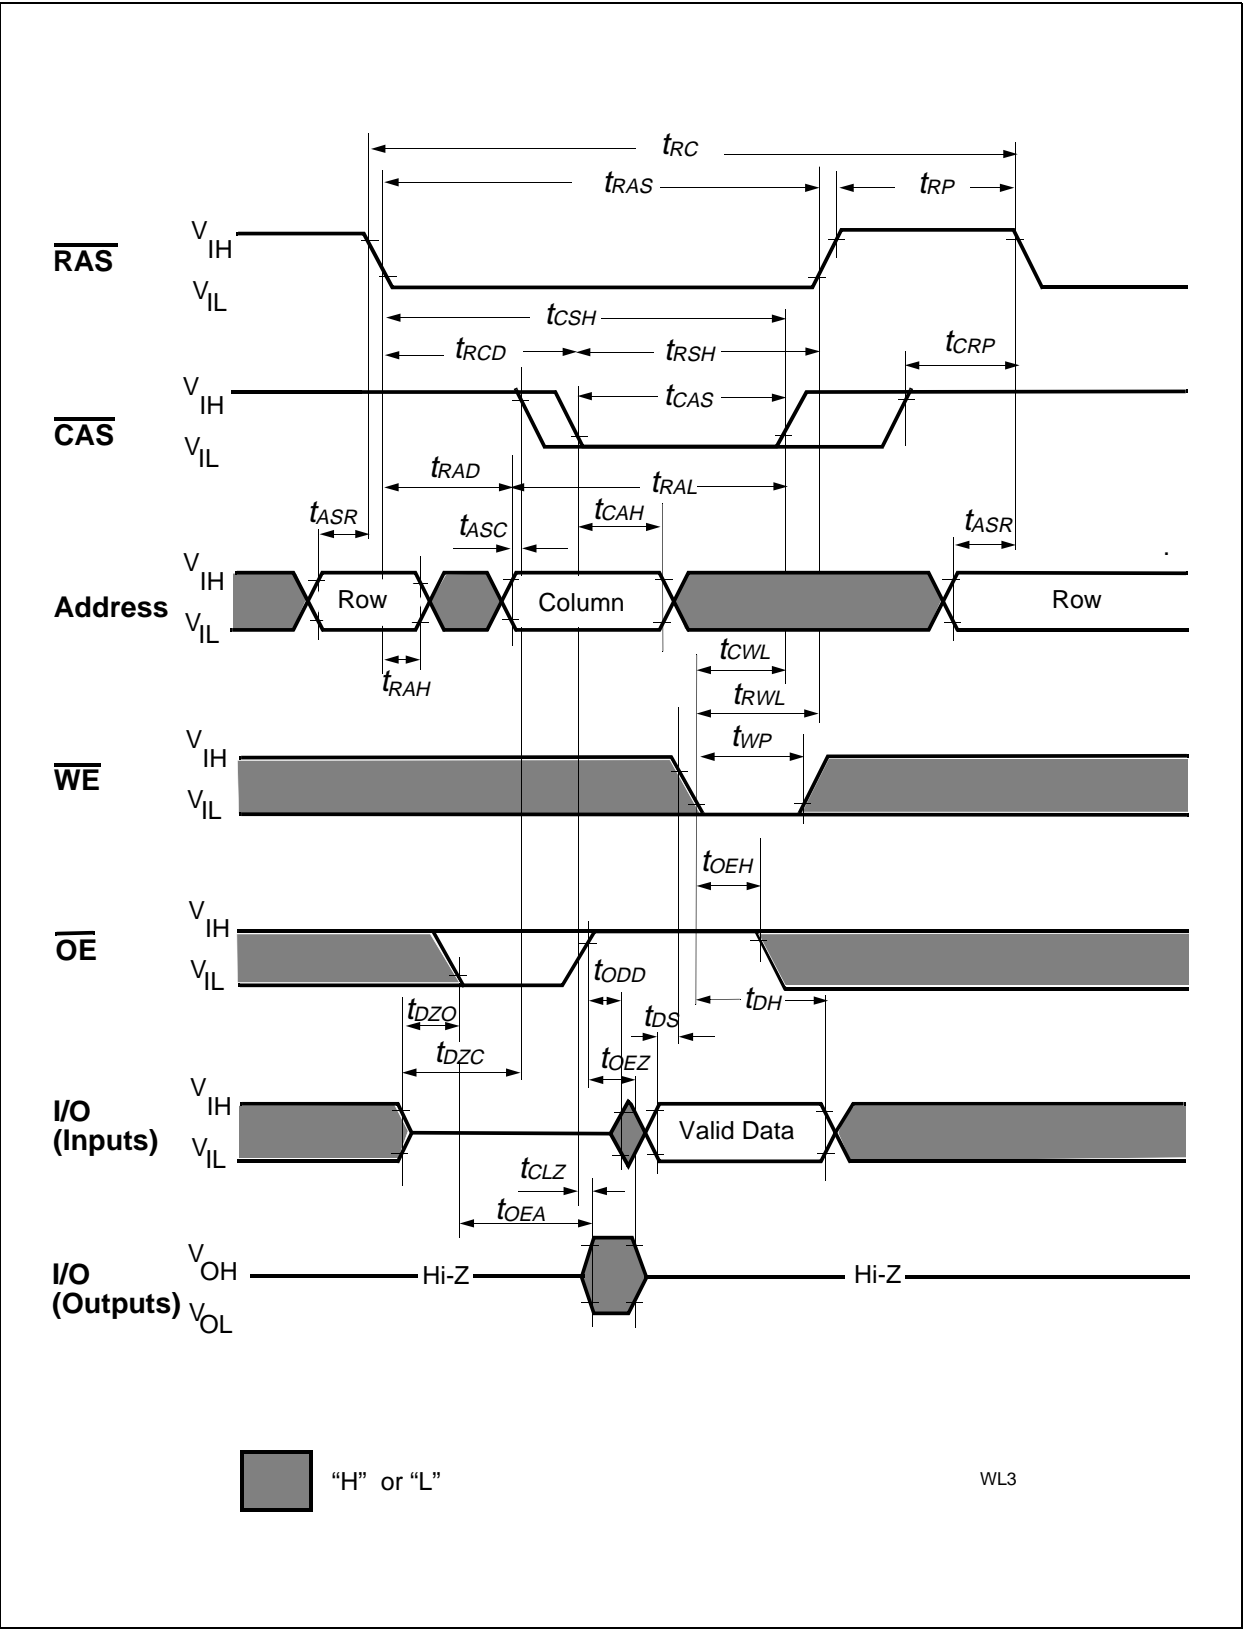 tRC
tRAS tRP
RAS VIH
VIL
tCSH
tRCD tRSH tCRP
CAS VIH tCAS
VIL
tRAD tRAL
tASR tASC tCAH tASR
.
Address VIH Row Column Row
VIL
tRAH tCWL
tRWL
tWP
WE VIH
VIL
tOEH
OE VIH
VIL
tODD
tDZO tDS tDH
tDZC tOEZ
I/O VIH
(Inputs) Valid Data
VIL
tCLZ
tOEA
I/O VOH Hi-Z Hi-Z
(Outputs) VOL
“H” or “L” WL3